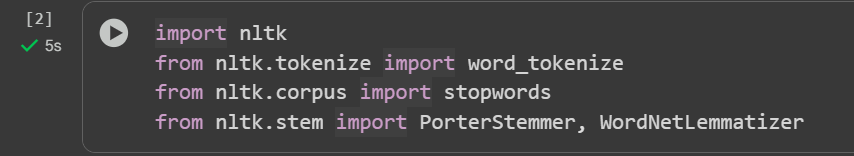 [2]
5s
import nltk
from nltk.tokenize import word_tokenize
from nltk.corpus import stopwords
from nltk.stem import PorterStemmer, WordNetLemmatizer